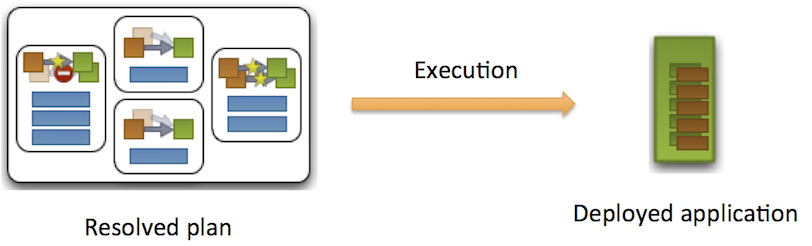 Execution
Resolved plan
Deployed application